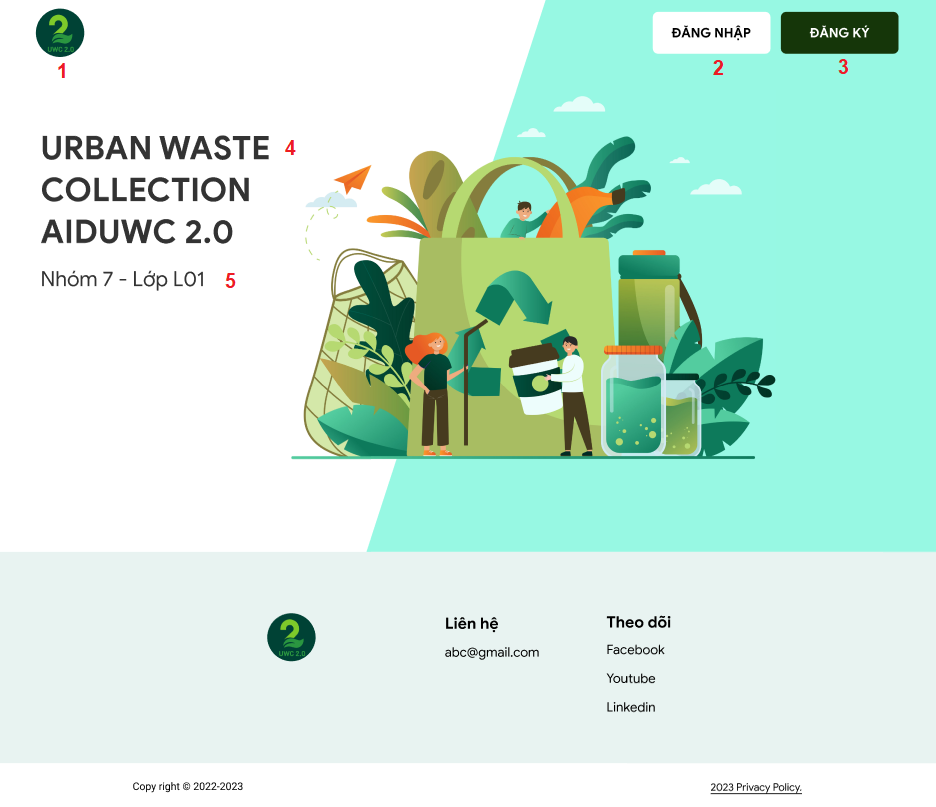 UWC 2.0
1
ĐĂNG NHẬP
ĐĂNG KÝ
2
3
URBAN WASTE 4
COLLECTION
AIDUWC 2.0
Nhóm 7 - Lớp L01 5
UWC 2.0
Liên hệ
abc@gmail.com
Theo dõi
Facebook
Youtube
Linkedin
Copy right © 2022-2023
2023 Privacy Policy.